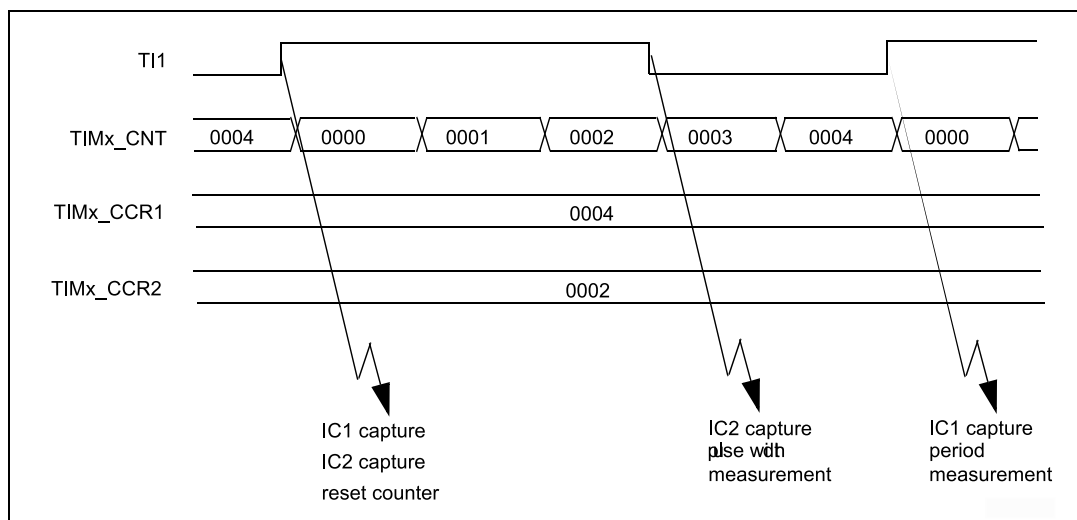 TI1
TIMx_CNT 0004 0000 0001 0002 0003 0004 0000
TIMx_CCR1 0004
TIMx_CCR2 0002
IC1 capture
IC2 capture
reset counter
IC2 capture
pulse width
measurement
IC1 capture
period
measurement